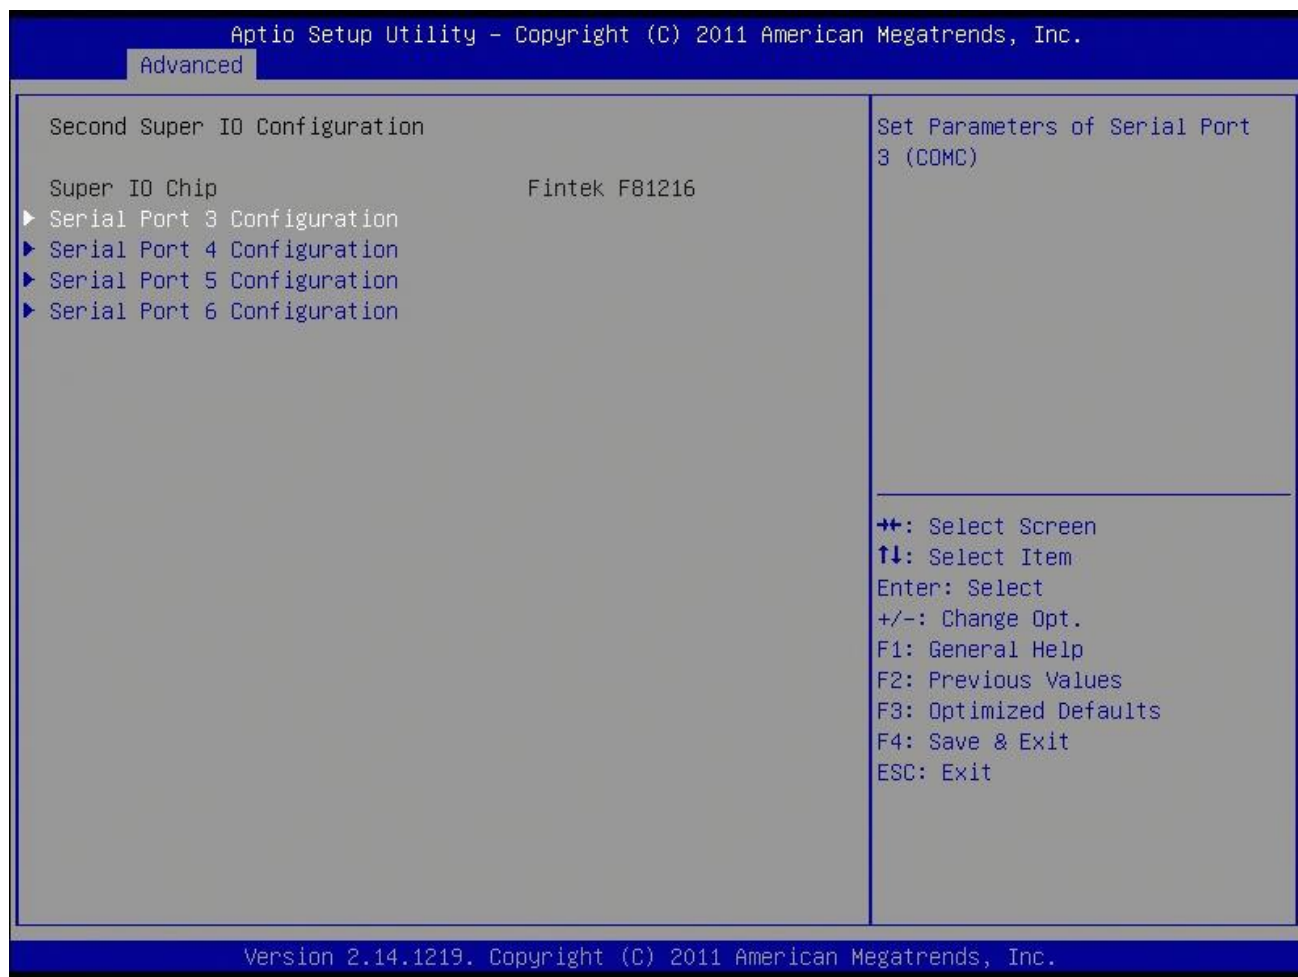 Aptio Setup Utility – Copyright (C) 2011 American Megatrends, Inc.
Advanced
Second Super IO Configuration
Super IO Chip Fintek F81216
Serial Port 3 Configuration
Serial Port 4 Configuration
Serial Port 5 Configuration
Serial Port 6 Configuration
Set Parameters of Serial Port
3 (COMC)
→←: Select Screen
↑↓: Select Item
Enter: Select
+/-: Change Opt.
F1: General Help
F2: Previous Values
F3: Optimized Defaults
F4: Save & Exit
ESC: Exit
Version 2.14.1219. Copyright (C) 2011 American Megatrends, Inc.